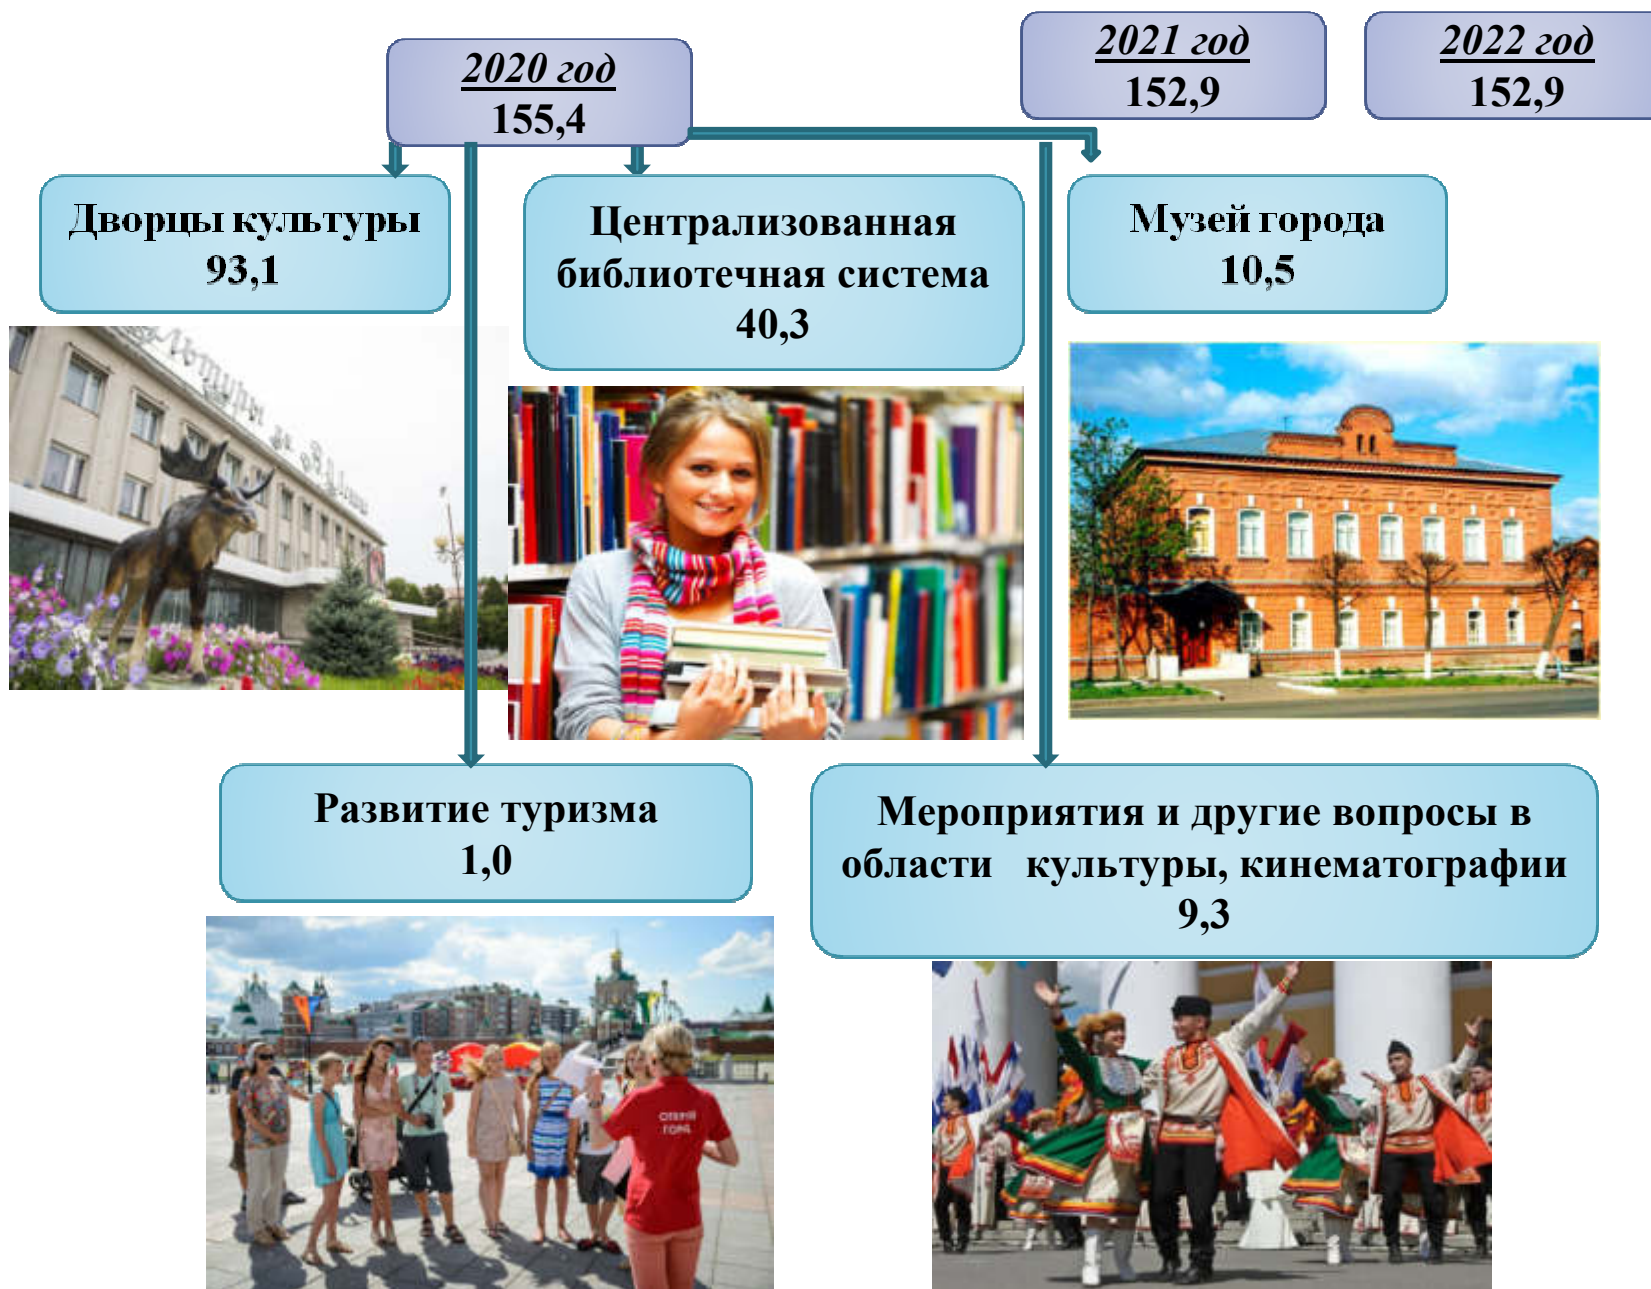 2020 год
155,4
2021 год
152,9
2022 год
152,9
Дворцы культуры
93,1
Централизованная
библиотечная система
40,3
Музей города
10,5
Развитие туризма
1,0
Мероприятия и другие вопросы в
области культуры, кинематографии
9,3